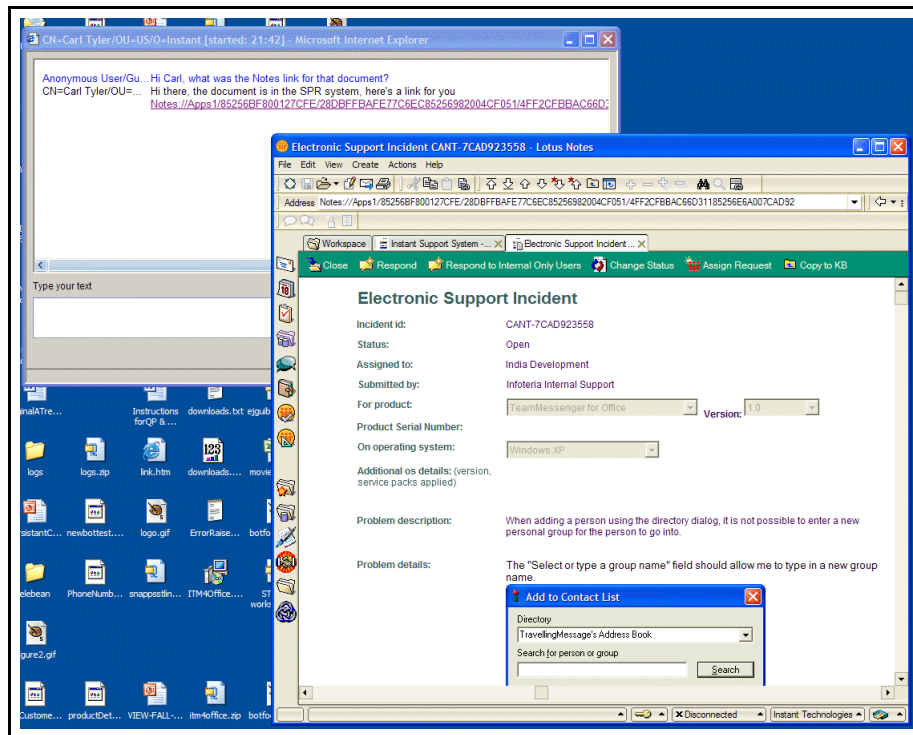 CN=Carl Tyler/OU=US/O=Instant [started: 21:42] - Microsoft Internet Explorer
Anonymous User/Gu... Hi Carl, what was the Notes link for that document?
CN=Carl Tyler/OU=... Hi there, the document is in the SPR system, here's a link for you
Notes://Apps1/85256BF800127CFE/28DBFFBAFE77C6EC85256982004CF051/4FF2CFBBAC66D3
Type your text
Electronic Support Incident CANT-7CAD923558 - Lotus Notes
File Edit View Create Actions Help
Address Notes://Apps1/85256BF800127CFE/28DBFFBAFE77C6EC85256982004CF051/4FF2CFBBAC66D31185256E6A007CAD92
Workspace Instant Support System -... Electronic Support Incident ...
Close Respond Respond to Internal Only Users Change Status Assign Request Copy to KB
Electronic Support Incident
Incident id: CANT-7CAD923558
Status: Open
Assigned to: India Development
Submitted by: Infoteria Internal Support
For product: TeamMessenger for Office Version: 1.0
Product Serial Number:
On operating system: Windows XP
Additional os details: (version,
service packs applied)
Problem description: When adding a person using the directory dialog, it is not possible to enter a new
personal group for the person to go into.
Problem details: The "Select or type a group name" field should allow me to type in a new group
name.
Add to Contact List
Directory
TravellingMessage's Address Book
Search for person or group
Search
Disconnected Instant Technologies
inalATre... Instructions downloads.txt ejguib
forQP & ...
logs logs.zip link.htm downloads.... movie
sistantC... newbottest.... logo.gif ErrorRaise... botfo
elebean PhoneNumb... snappsstlin... ITM4Office.... ST
works
gure2.gif
Custome... productDet... VIEW-FALL-... itm4office.zip botfo